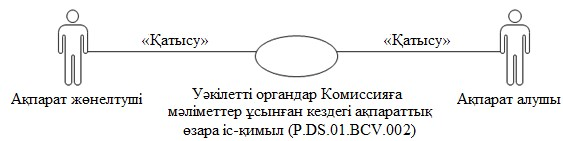 «Қатысу» «Қатысу»
Ақпарат жөнелтуші
Уәкілетті органдар Комиссияға
мәліметтер ұсынған кездегі ақпараттық
өзара іс-қимыл (P.DS.01.BCV.002)
Ақпарат алушы